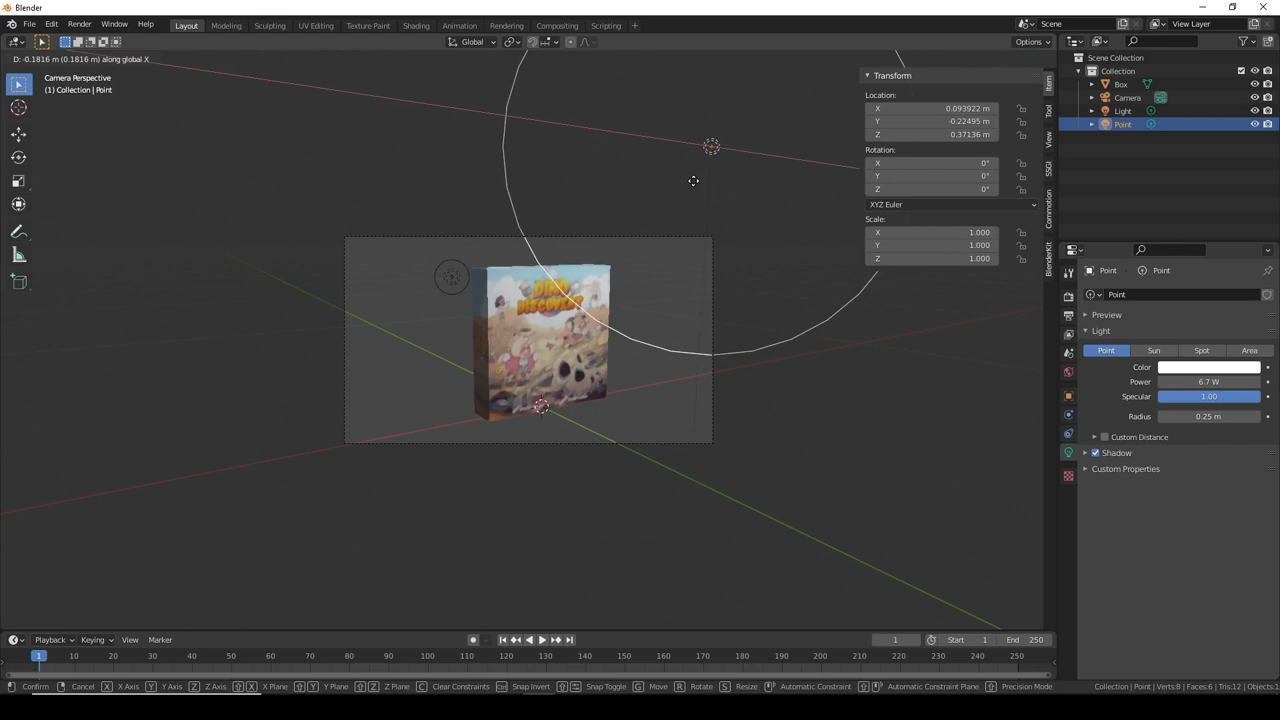 Blender
File Edit Render Window Help Layout Modeling Sculpting UV Editing Texture Paint Shading Animation Rendering Compositing Scripting + Scene View Layer
Global Options
D: -0.1816 m (0.1816 m) along global X
Camera Perspective
(1) Collection | Point
Transform
Location:
X 0.093922 m
Y -0.22495 m
Z 0.37136 m
Rotation:
X 0°
Y 0°
Z 0°
XYZ Euler
Scale:
X 1.000
Y 1.000
Z 1.000
Item
Tool
View
SSGI
Commotion
BlenderKit
Scene Collection
Collection
Box
Camera
Light
Point
Point Point
Point
Preview
Light
Point Sun Spot Area
Color
Power 6.7 W
Specular 1.00
Radius 0.25 m
Custom Distance
Shadow
Custom Properties
DINO
DISCOVERY
Playback Keying View Marker 1 Start 1 End 250
1 10 20 30 40 50 60 70 80 90 100 110 120 130 140 150 160 170 180 190 200 210 220 230 240 250
Confirm Cancel X X Axis Y Y Axis Z Z Axis X X Plane Y Y Plane Z Z Plane C Clear Constraints Snap Invert Snap Toggle G Move R Rotate S Resize Automatic Constraint Automatic Constraint Plane Precision Mode Collection | Point | Verts:8 | Faces:6 | Tris:12 | Objects:1